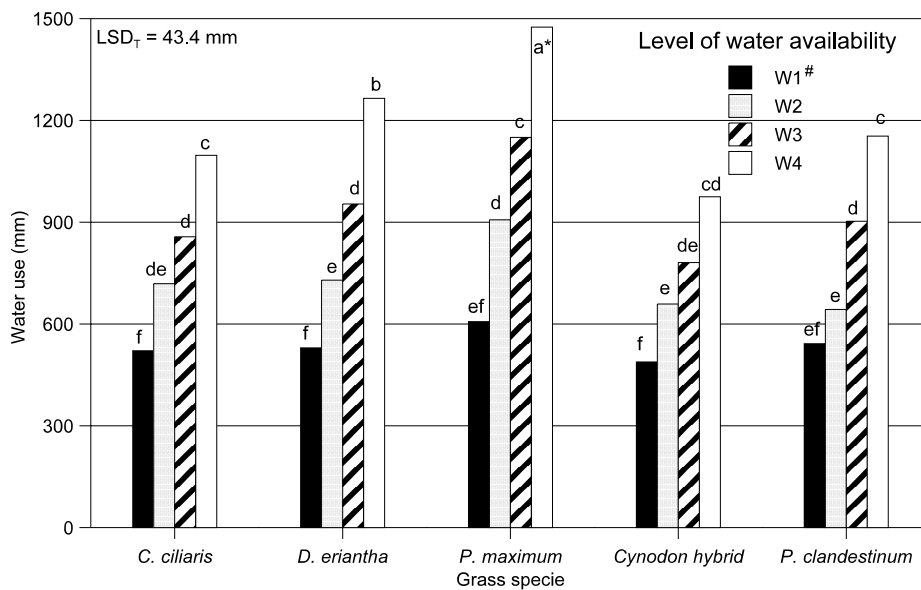 LSD_T = 43.4 mm
Level of water availability
W1#
W2
W3
W4
Water use (mm)
1500
1200
900
600
300
0
f de d c
f e d b
ef d c a*
f e de cd
ef e d c
C. ciliaris D. eriantha P. maximum Cynodon hybrid P. clandestinum
Grass specie